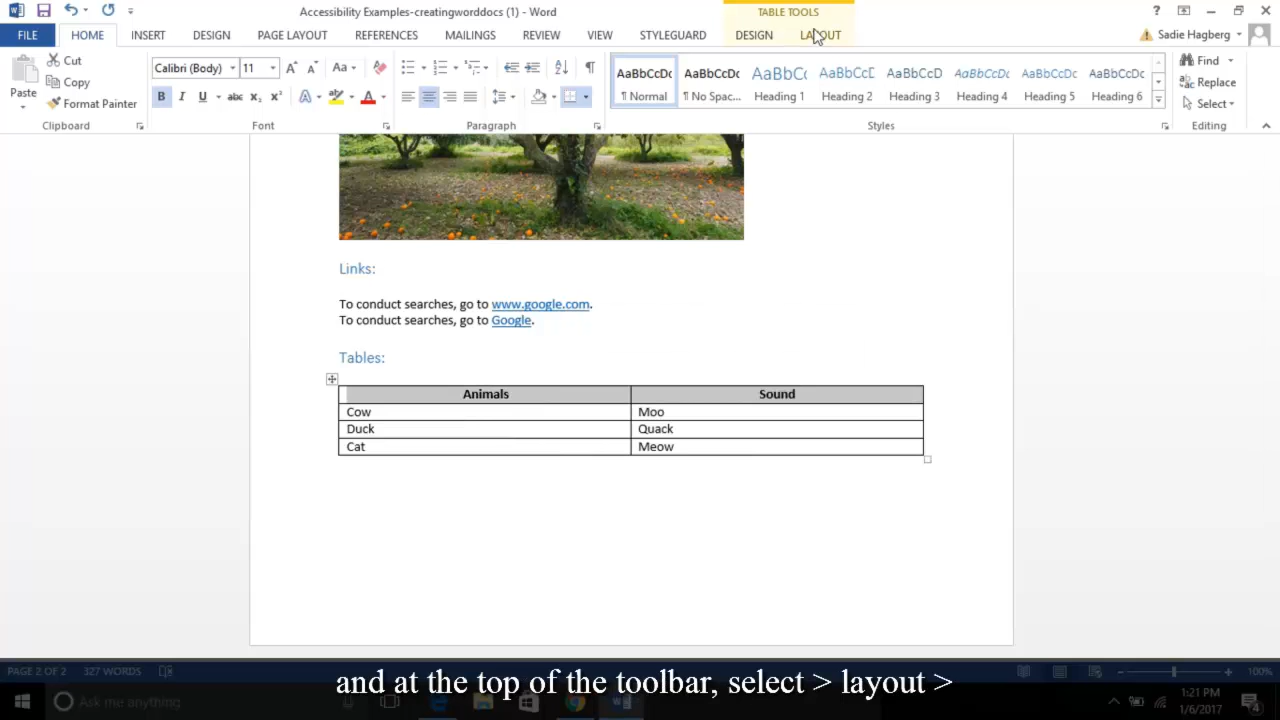 Accessibility Examples-creatingworddocs (1) - Word
TABLE TOOLS
?
FILE HOME INSERT DESIGN PAGE LAYOUT REFERENCES MAILINGS REVIEW VIEW STYLEGUARD DESIGN LAYOUT
Sadie Hagberg
Paste
Cut
Copy
Format Painter
Clipboard
Calibri (Body) 11
Font
Paragraph
AaBbCcDc AaBbCcDc AaBbCc AaBbCcE AaBbCcD AaBbCcD AaBbCcDc AaBbCcDc
¶ Normal ¶ No Spac... Heading 1 Heading 2 Heading 3 Heading 4 Heading 5 Heading 6
Styles
Find
Replace
Select
Editing
Links:
To conduct searches, go to www.google.com.
To conduct searches, go to Google.
Tables:
Animals Sound
Cow Moo
Duck Quack
Cat Meow
PAGE 2 OF 2 327 WORDS
100%
and at the top of the toolbar, select > layout >
Ask me anything
1:21 PM
1/6/2017